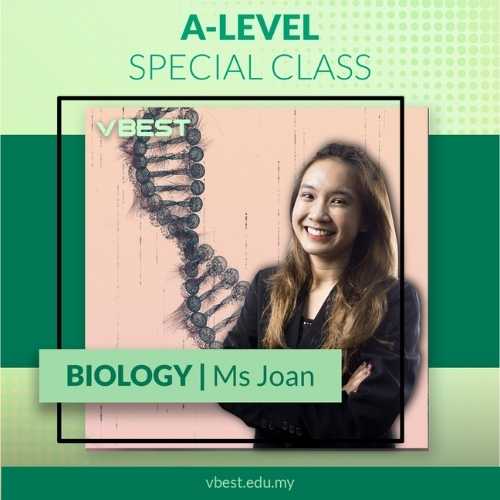 A-LEVEL
SPECIAL CLASS
VBEST
BIOLOGY | Ms Joan
vbest.edu.my